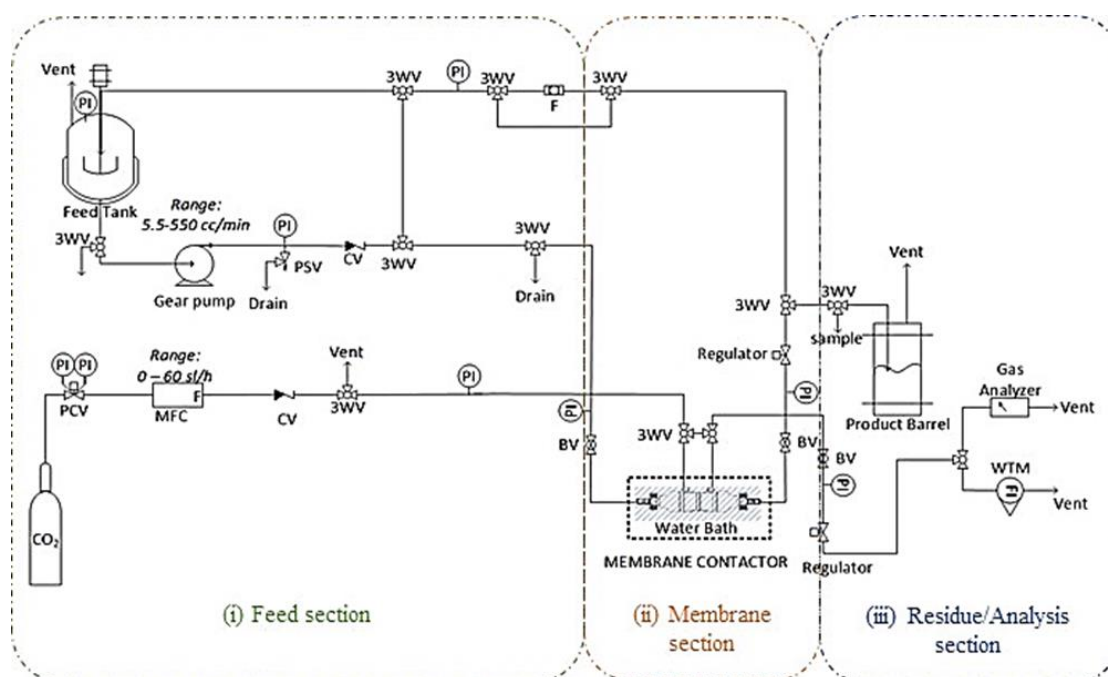 Vent
PI
3WV
PI
3WV
F
3WV
Feed Tank
Range:
5.5-550 cc/min
3WV
Gear pump
PI
PSV
Drain
CV
3WV
3WV
Drain
3WV
3WV
sample
Vent
Product Barrel
Regulator
PI
PI
PI
PCV
Range:
0 – 60 sl/h
F
MFC
CV
Vent
3WV
PI
PI
BV
3WV
BV
BV
PI
Gas
Analyzer
Vent
WTM
FI
Vent
Water Bath
MEMBRANE CONTACTOR
Regulator
CO2
(i) Feed section
(ii) Membrane
section
(iii) Residue/Analysis
section